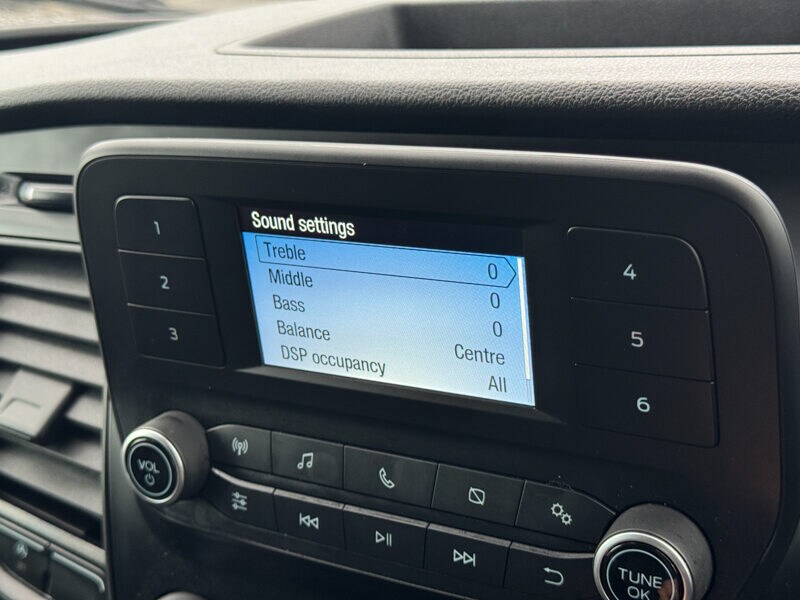 Sound settings
Treble 0
Middle 0
Bass 0
Balance Centre
DSP occupancy All
1
2
3
4
5
6
VOL
TUNE
OK